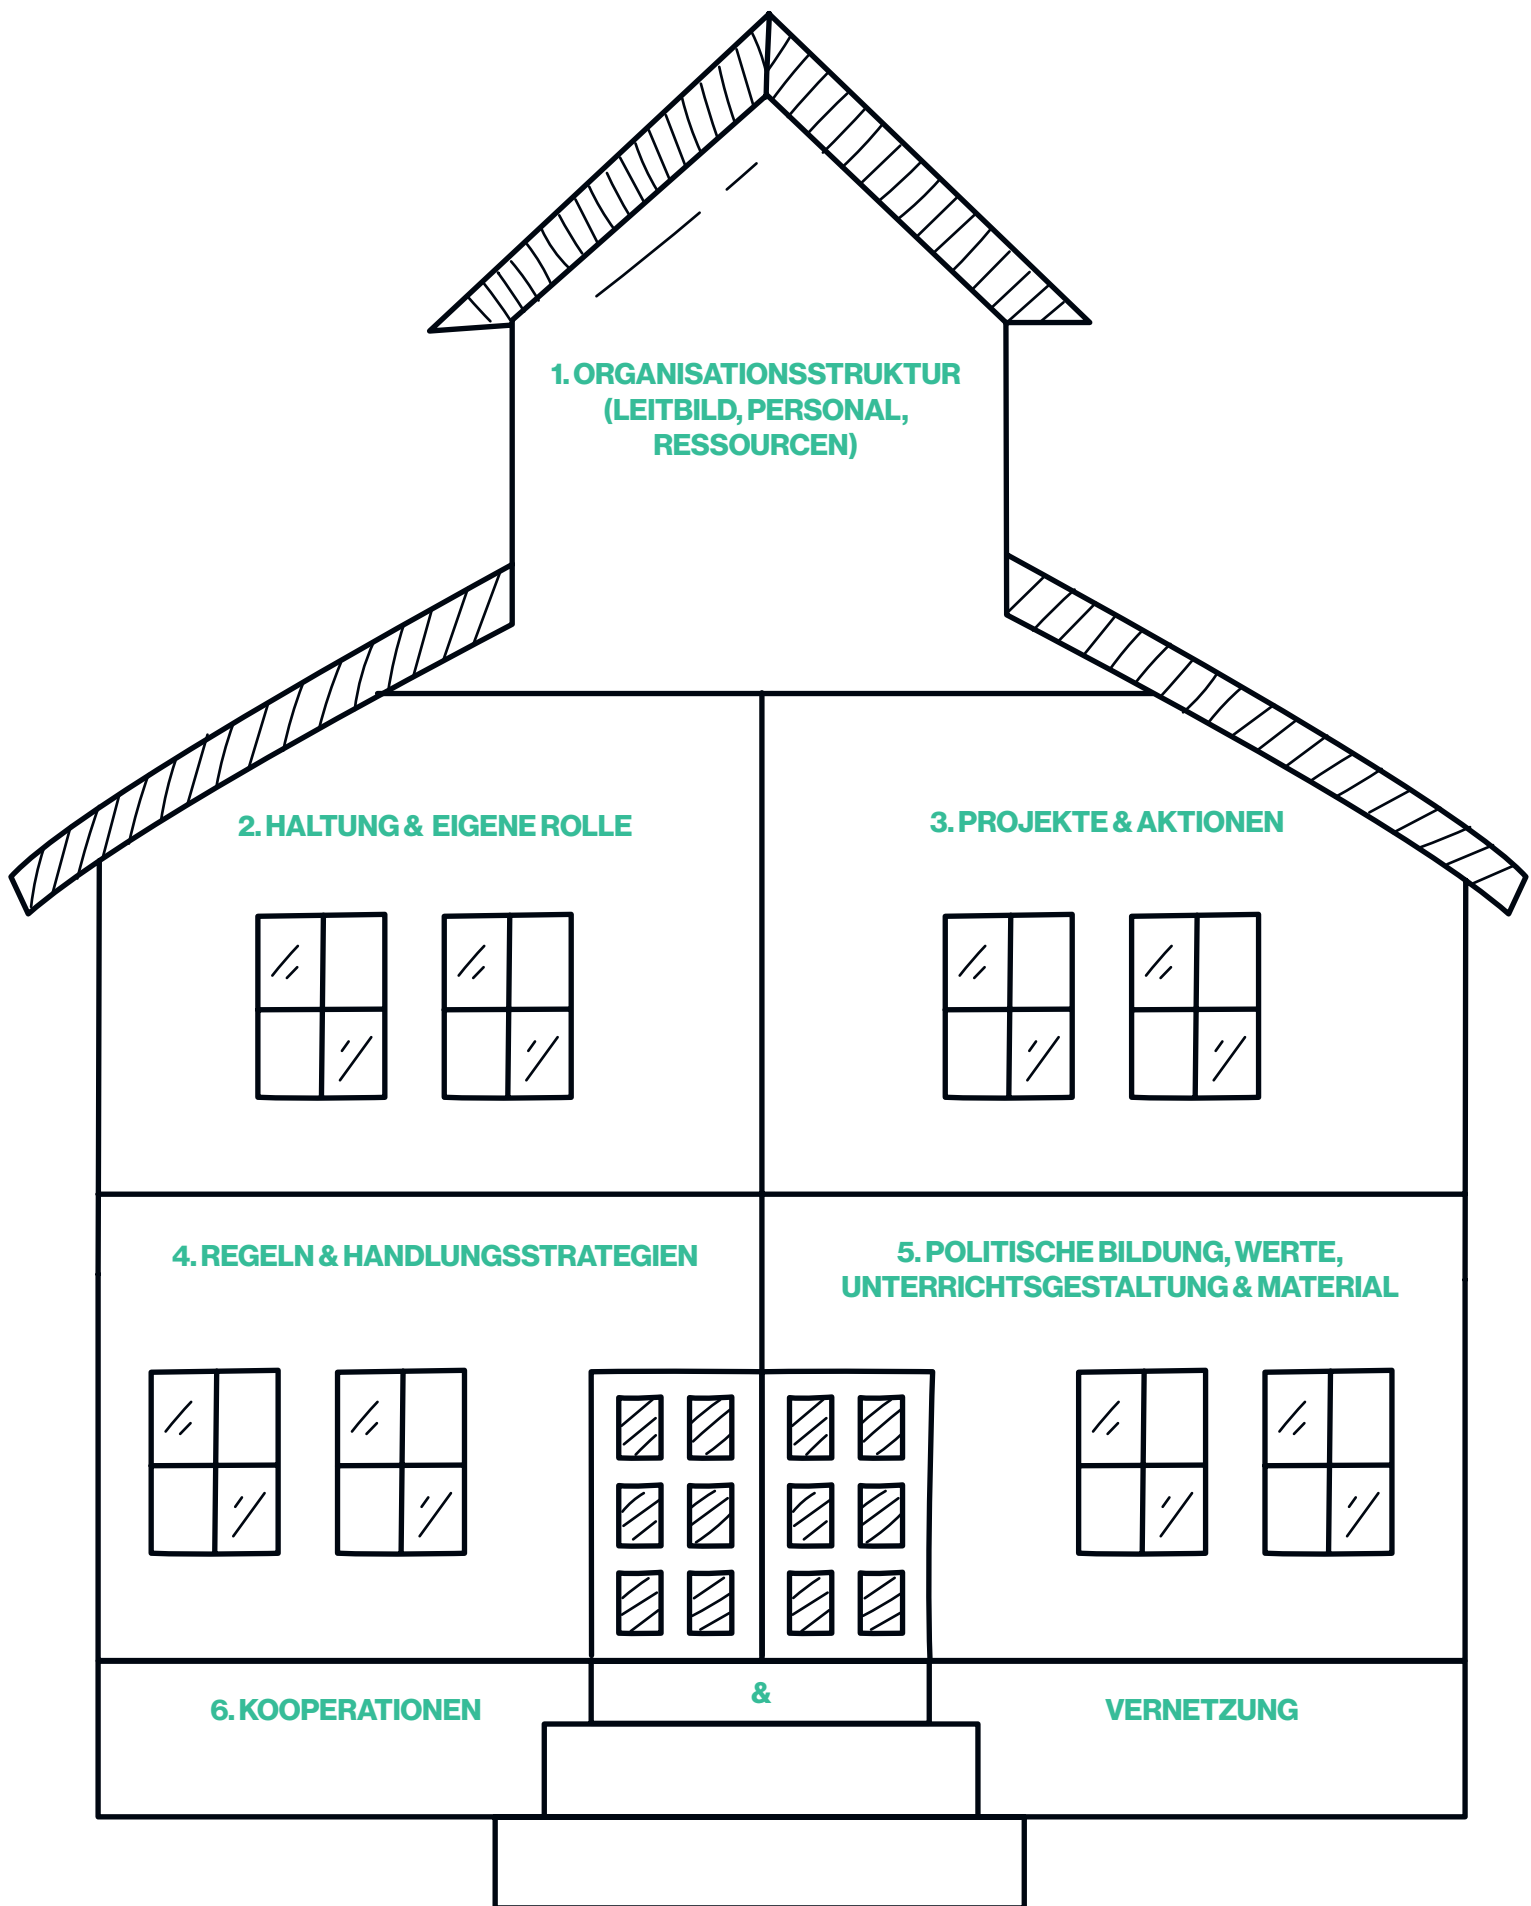 1. ORGANISATIONSSTRUKTUR
(LEITBILD, PERSONAL,
RESSOURCEN)
2. HALTUNG & EIGENE ROLLE
3. PROJEKTE & AKTIONEN
4. REGELN & HANDLUNGSSTRATEGIEN
5. POLITISCHE BILDUNG, WERTE,
UNTERRICHTSGESTALTUNG & MATERIAL
6. KOOPERATIONEN
&
VERNETZUNG